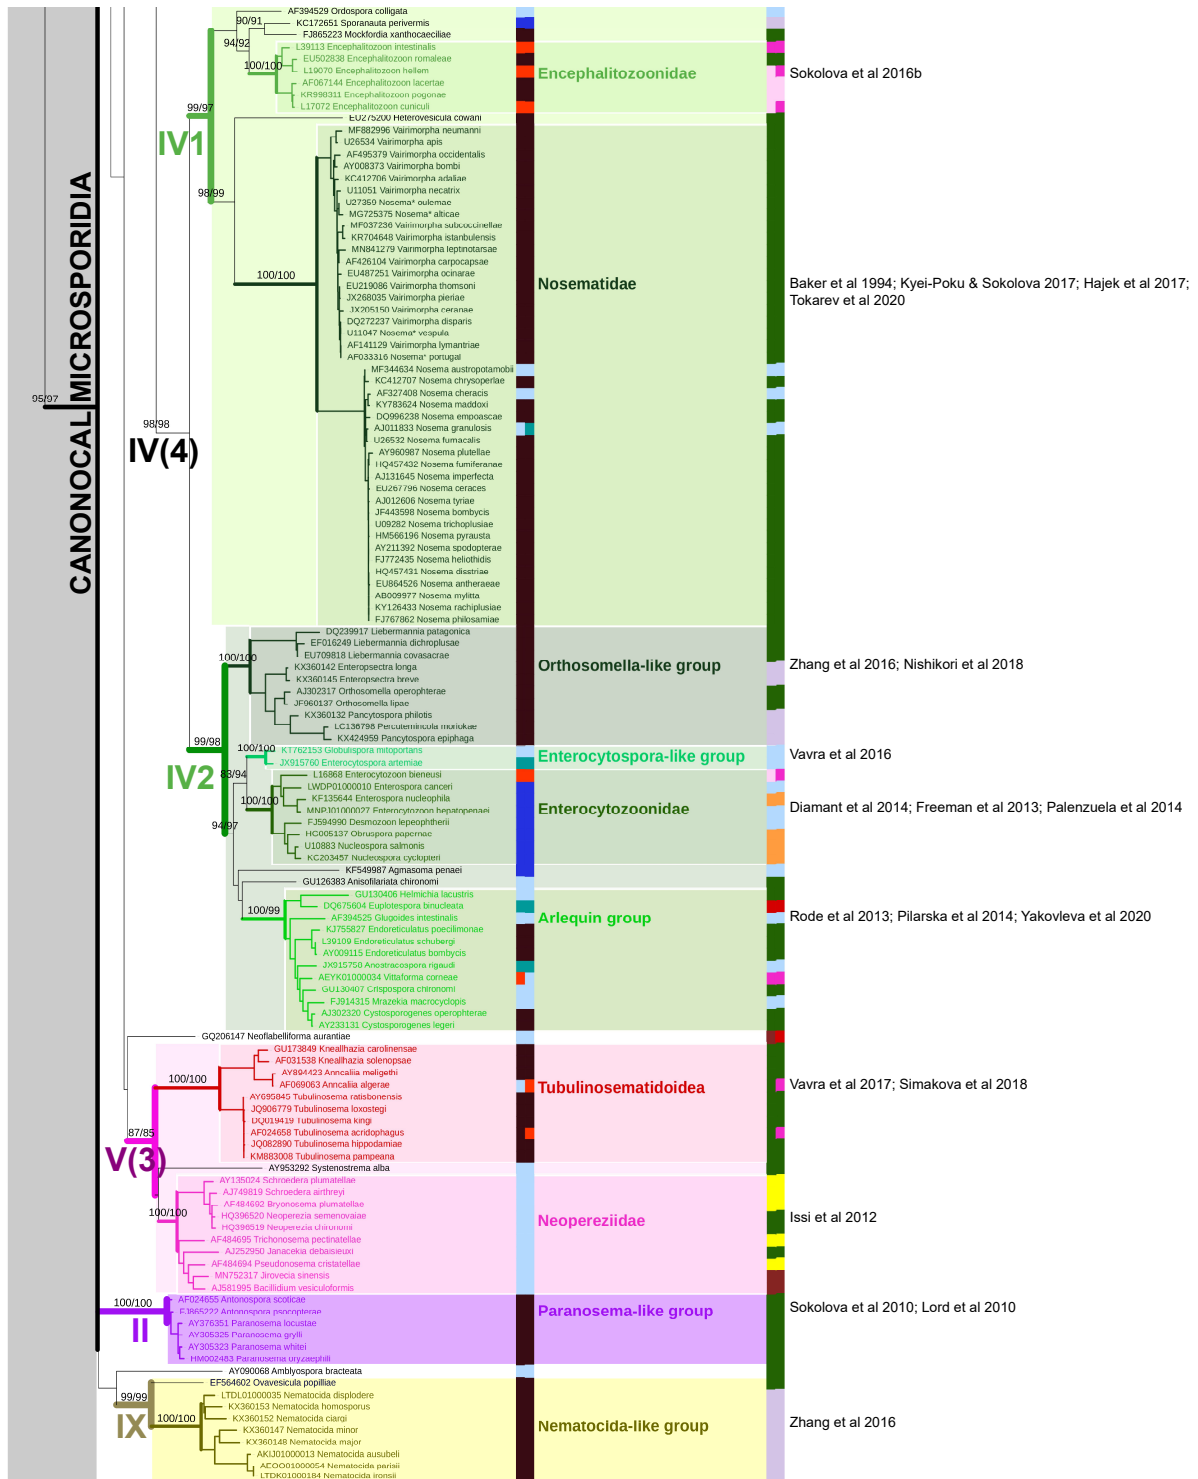 AF394529 Ordospora colligata
90/91
KC172651 Sporanauta perivermis
FJ865223 Mockfordia xanthocaeciliae
94/92
L39113 Encephalitozoon intestinalis
EU502838 Encephalitozoon romaleae
100/100
L19070 Encephalitozoon hellem
Encephalitozoonidae
Sokolova et al 2016b
AF067144 Encephalitozoon lacertae
KR998311 Encephalitozoon pogonae
L17072 Encephalitozoon cuniculi
99/97
IV1
EU275200 Heterovesicula cowani
MF882996 Vairimorpha neumanni
U26534 Vairimorpha apis
AF495379 Vairimorpha occidentalis
AY008373 Vairimorpha bombi
KC412706 Vairimorpha adaliae
98/99
U11051 Vairimorpha necatrix
U27359 Nosema* oulemae
MG725375 Nosema* alticae
MF037236 Vairimorpha subcoccinellae
KR704648 Vairimorpha istanbulensis
MN841279 Vairimorpha leptinotarsae
AF426104 Vairimorpha carpocapsae
100/100
EU487251 Vairimorpha ocinarae
EU219086 Vairimorpha thomsoni
Nosematidae
Baker et al 1994; Kyei-Poku & Sokolova 2017; Hajek et al 2017;
Tokarev et al 2020
JX268035 Vairimorpha pieriae
JX205150 Vairimorpha ceranae
DQ272237 Vairimorpha disparis
U11047 Nosema* vespula
AF141129 Vairimorpha lymantriae
AF033316 Nosema* portugal
MF344634 Nosema austropotamobii
KC412707 Nosema chrysoperlae
AF327408 Nosema cheracis
95/97
KY783624 Nosema maddoxi
DQ996238 Nosema empoascae
98/98
AJ011833 Nosema granulosis
U26532 Nosema fumacalis
IV(4)
AY960987 Nosema plutellae
HQ457432 Nosema fumiferanae
AJ131645 Nosema imperfecta
EU267796 Nosema ceraces
AJ012606 Nosema tyriae
JF443598 Nosema bombycis
U09282 Nosema trichoplusiae
HM566196 Nosema pyrausta
AY211392 Nosema spodopterae
FJ772435 Nosema heliothidis
HQ457431 Nosema disstriae
EU864526 Nosema antheraeae
AB009977 Nosema mylitta
KY126433 Nosema rachiplusiae
FJ767862 Nosema philosamiae
CANONOCAL MICROSPORIDIA
DQ239917 Liebermannia patagonica
EF016249 Liebermannia dichroplusae
EU709818 Liebermannia covasacrae
100/100
KX360142 Enteropsectra longa
Orthosomella-like group
Zhang et al 2016; Nishikori et al 2018
KX360145 Enteropsectra breve
AJ302317 Orthosomella operophterae
JF960137 Orthosomella lipae
KX360132 Pancytospora philotis
LC136798 Percutemincola moriokae
KX424959 Pancytospora epiphaga
99/98
100/100
KT762153 Globulispora mitoportans
Enterocytospora-like group
Vavra et 2016
JX915760 Enterocytospora artemiae
IV2
83/94
L16868 Enterocytozoon bieneusi
LWDP01000010 Enterospora canceri
100/100
KF135644 Enterospora nucleophila
Enterocytozoonidae
Diamant et al 2014; Freeman et al 2013; Palenzuela et al 2014
MNPJ01000027 Enterocytozoon hepatopenaei
94/97
FJ594990 Desmozoon lepeophtherii
HG005137 Obruspora papernae
U10883 Nucleospora salmonis
KC203457 Nucleospora cyclopteri
KF549987 Agmasoma penaei
GU126383 Anisofilariata chironomi
GU130406 Helmichia lacustris
DQ675604 Euplotespora binucleata
100/99
AF394525 Glugoides intestinalis
Arlequin group
Rode et al 2013; Pilarska et al 2014; Yakovleva et al 2020
KJ755827 Endoreticulatus poecilimonae
L39109 Endoreticulatus schubergi
AY009115 Endoreticulatus bombycis
JX915758 Anostracospora rigaudi
AEYK01000034 Vittaforma corneae
GU130407 Crispospora chironomi
FJ914315 Mrazekia macrocyclopis
AJ302320 Cystosporogenes operophterae
AY233131 Cystosporogenes legeri
GQ206147 Neoflabelliforma aurantiae
GU173849 Kneallhazia carolinensae
AF031538 Kneallhazia solenopsae
100/100
AY894423 Anncaliia meligethi
AF069063 Anncaliia algerae
Tubulinosematidoidea
Vavra et al 2017; Simakova et al 2018
AY695845 Tubulinosema ratisbonensis
JQ906779 Tubulinosema loxostegi
DQ019419 Tubulinosema kingi
87/85
AF024658 Tubulinosema acridophagus
JQ082890 Tubulinosema hippodamiae
KM883008 Tubulinosema pampeana
V(3)
AY953292 Systenostrema alba
AY135024 Schroedera plumatellae
AJ749819 Schroedera airthreyi
AF484692 Bryonosema plumatellae
100/100
HQ396520 Neoperezia semenovaiae
Neopereziidae
Issi et al 2012
HQ396519 Neoperezia chironomi
AF484695 Trichonosema pectinatellae
AJ252950 Janacekia debaisieuxi
AF484694 Pseudonosema cristatellae
MN752317 Jirovecia sinensis
AJ581995 Bacillidium vesiculoformis
100/100
AF024655 Antonospora scoticae
FJ865222 Antonospora psocopterae
Paranosema-like group
Sokolova et al 2010; Lord et al 2010
II
AY376351 Paranosema locustae
AY305325 Paranosema grylli
AY305323 Paranosema whitei
HM002483 Paranosema oryzaephili
AY090068 Amblyospora bracteata
EF564602 Ovavesicula popilliae
99/99
LTDL01000035 Nematocida displodere
KX360153 Nematocida homosporus
100/100
KX360152 Nematocida ciargi
IX
KX360147 Nematocida minor
Nematocida-like group
Zhang et al 2016
KX360148 Nematocida major
AKIJ01000013 Nematocida ausubeli
AEOO01000054 Nematocida parisii
LTDK01000184 Nematocida ironsii